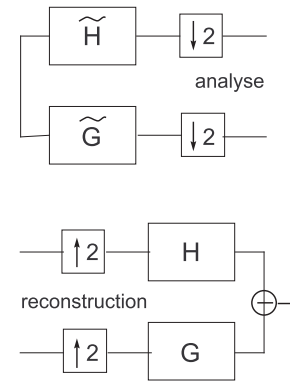 H̃
↓ 2
analyse
G̃
↓ 2
↑ 2
H
reconstruction
↑ 2
G